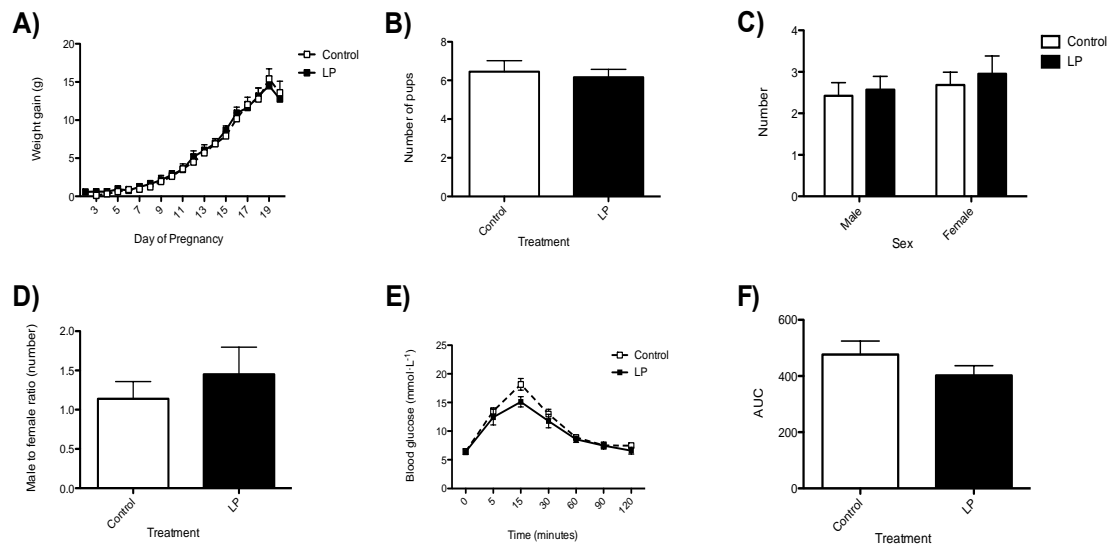 A)
20
15
10
5
0
Weight gain (g)
3
5
7
9
11
13
15
17
19
Day of Pregnancy
Control
LP
B)
8
6
4
2
0
Number of pups
Control
LP
Treatment
C)
4
3
2
1
0
Number
Male
Female
Sex
Control
LP
D)
2.0
1.5
1.0
0.5
0.0
Male to female ratio (number)
Control
LP
Treatment
E)
25
20
15
10
5
0
Blood glucose (mmol·L-1)
0
5
15
30
60
90
120
Time (minutes)
Control
LP
F)
600
400
200
0
AUC
Control
LP
Treatment